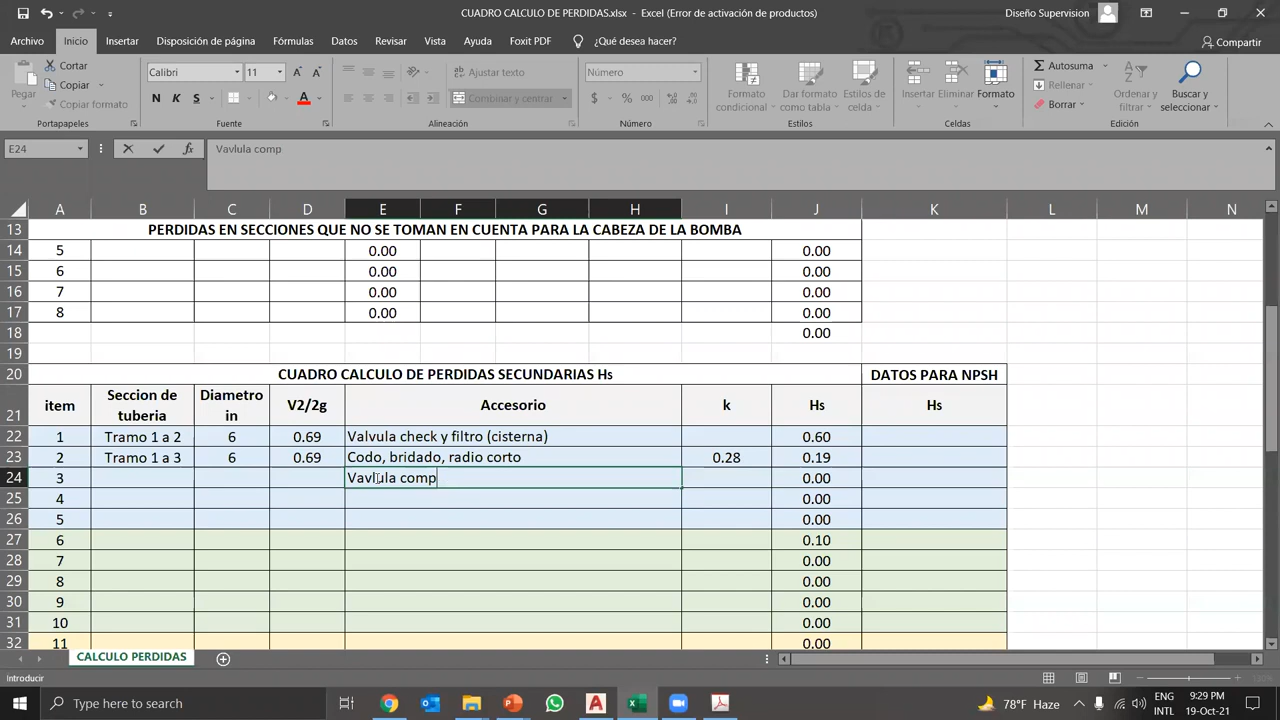 CUADRO CALCULO DE PERDIDAS.xlsx - Excel (Error de activación de productos)
Diseño Supervision
Archivo Inicio Insertar Disposición de página Fórmulas Datos Revisar Vista Ayuda Foxit PDF ¿Qué desea hacer? Compartir
Pegar Cortar Copiar Copiar formato
Calibri 11 N K S A
Ajustar texto
Combinar y centrar
Número $ % 000
Formato condicional Dar formato como tabla Estilos de celda
Insertar Eliminar Formato
Autosuma Rellenar Borrar
Ordenar y filtrar Buscar y seleccionar
Portapapeles Fuente Alineación Número Estilos Celdas Edición
E24 fx Vavlula comp
A B C D E F G H I J K L M N
13 PERDIDAS EN SECCIONES QUE NO SE TOMAN EN CUENTA PARA LA CABEZA DE LA BOMBA
14 5 0.00 0.00
15 6 0.00 0.00
16 7 0.00 0.00
17 8 0.00 0.00
18 0.00
19
20 CUADRO CALCULO DE PERDIDAS SECUNDARIAS Hs DATOS PARA NPSH
21 item Seccion de tuberia Diametro in V2/2g Accesorio k Hs Hs
22 1 Tramo 1 a 2 6 0.69 Valvula check y filtro (cisterna) 0.60
23 2 Tramo 1 a 3 6 0.69 Codo, bridado, radio corto 0.28 0.19
24 3 Vavlula comp 0.00
25 4 0.00
26 5 0.00
27 6 0.10
28 7 0.00
29 8 0.00
30 9 0.00
31 10 0.00
32 11 0.00
CALCULO PERDIDAS
Introducir
Type here to search
78°F Haze
ENG INTL
9:29 PM
19-Oct-21